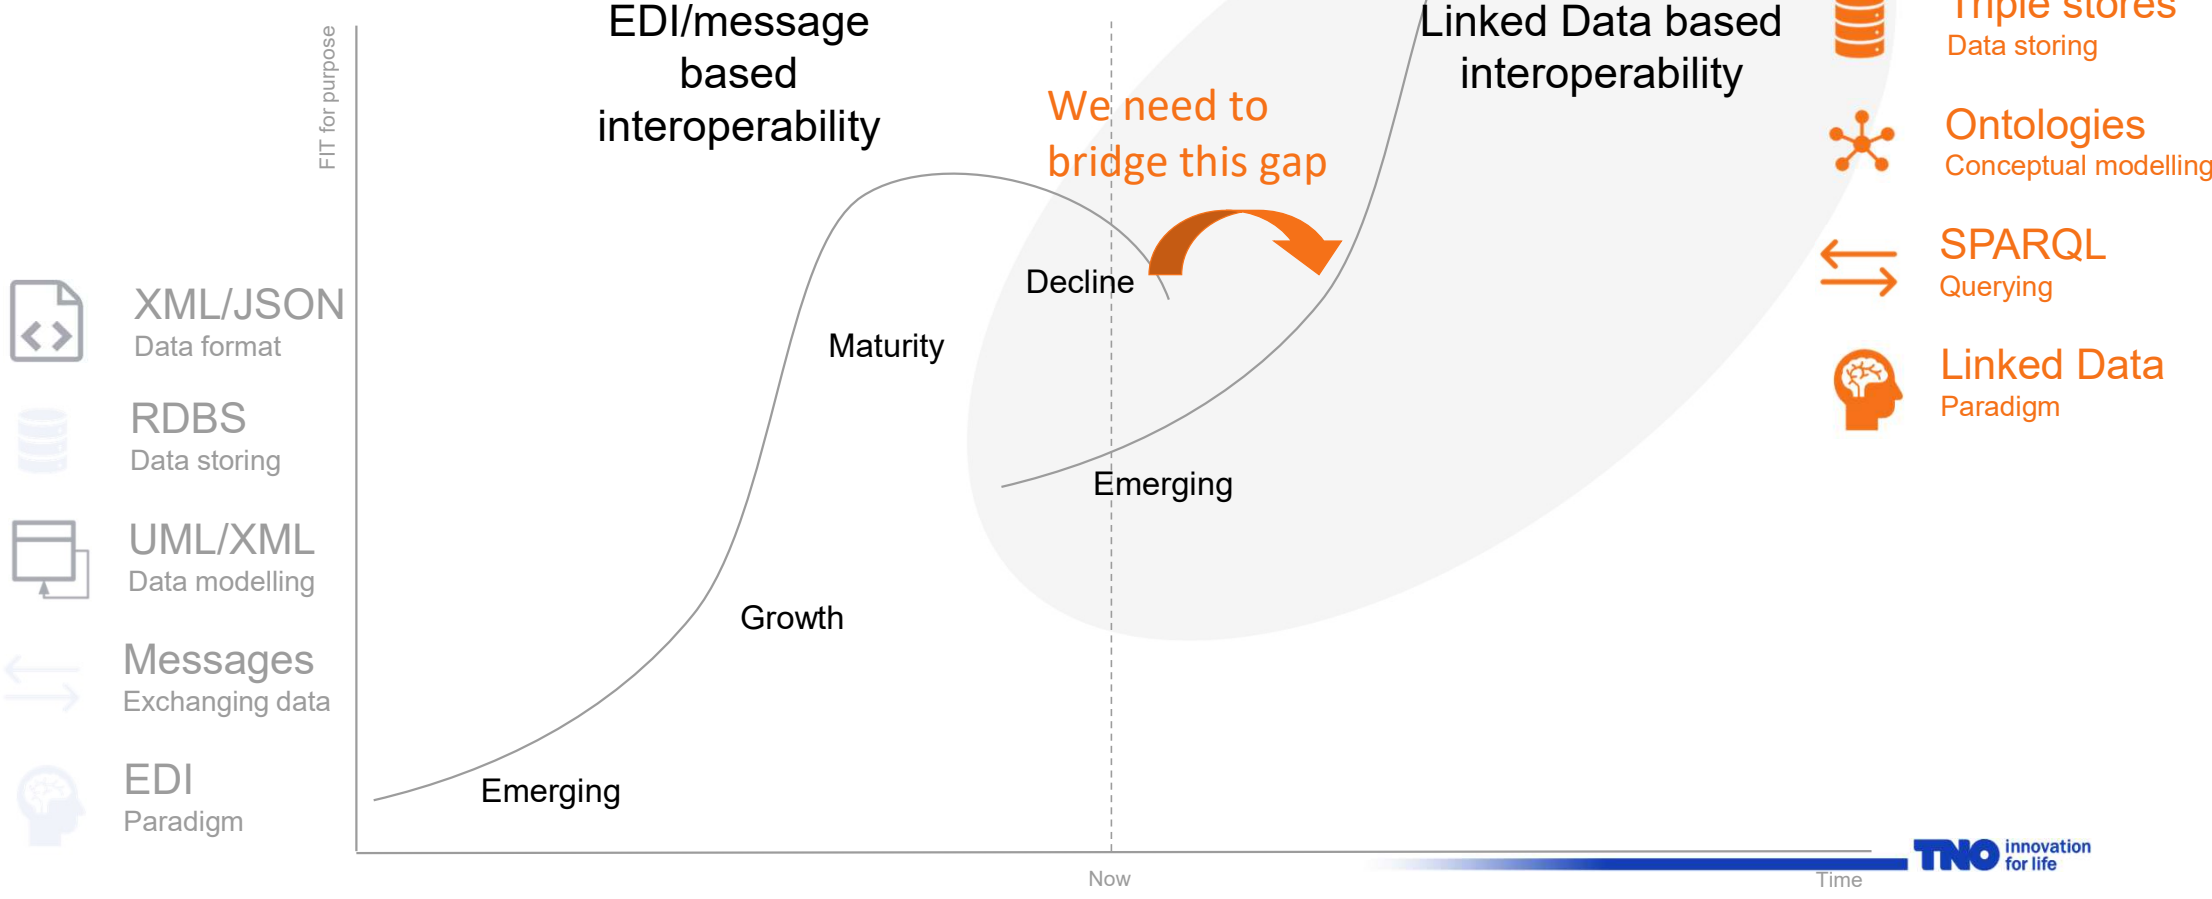 FIT for purpose
EDI/message
based
interoperability
Linked Data based
interoperability
We need to
bridge this gap
Decline
Maturity
Emerging
Growth
Emerging
Now
Time
XML/JSON
Data format
RDBS
Data storing
UML/XML
Data modelling
Messages
Exchanging data
EDI
Paradigm
Triple stores
Data storing
Ontologies
Conceptual modelling
SPARQL
Querying
Linked Data
Paradigm
TNO innovation
for life